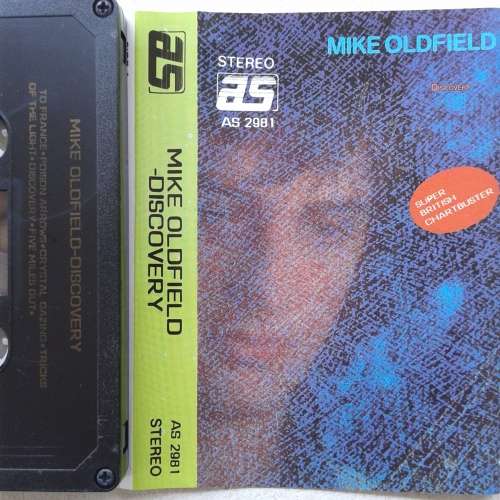 MIKE OLDFIELD-DISCOVERY
TO FRANCE•POISON ARROWS•CRYSTAL GAZING•TRICKS
OF THE LIGHT•DISCOVERY•FIVE MILES OUT•
as
MIKE OLDFIELD
-DISCOVERY
AS 2981
STEREO
STEREO
as
AS 2981
MIKE OLDFIELD
DISCOVERY
SUPER
BRITISH
CHARTBUSTER